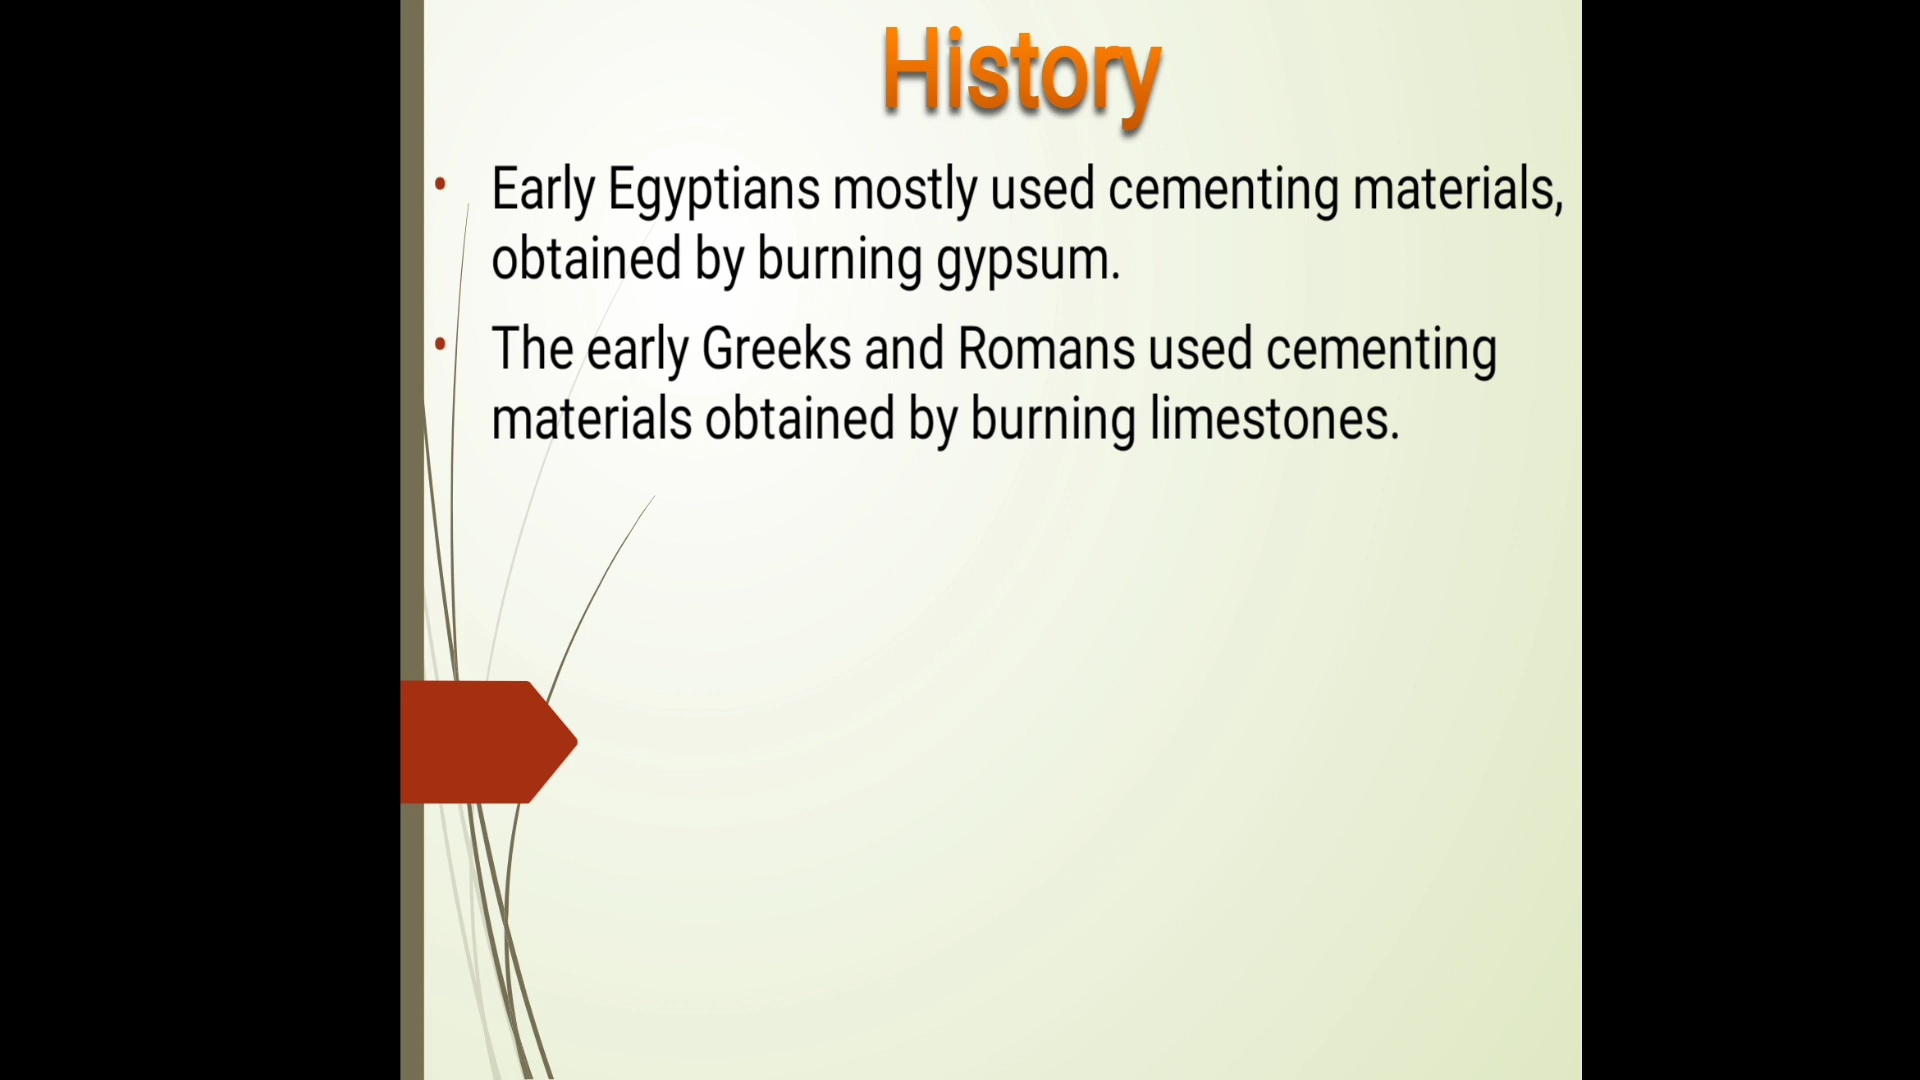 History
• Early Egyptians mostly used cementing materials,
obtained by burning gypsum.
• The early Greeks and Romans used cementing
materials obtained by burning limestones.